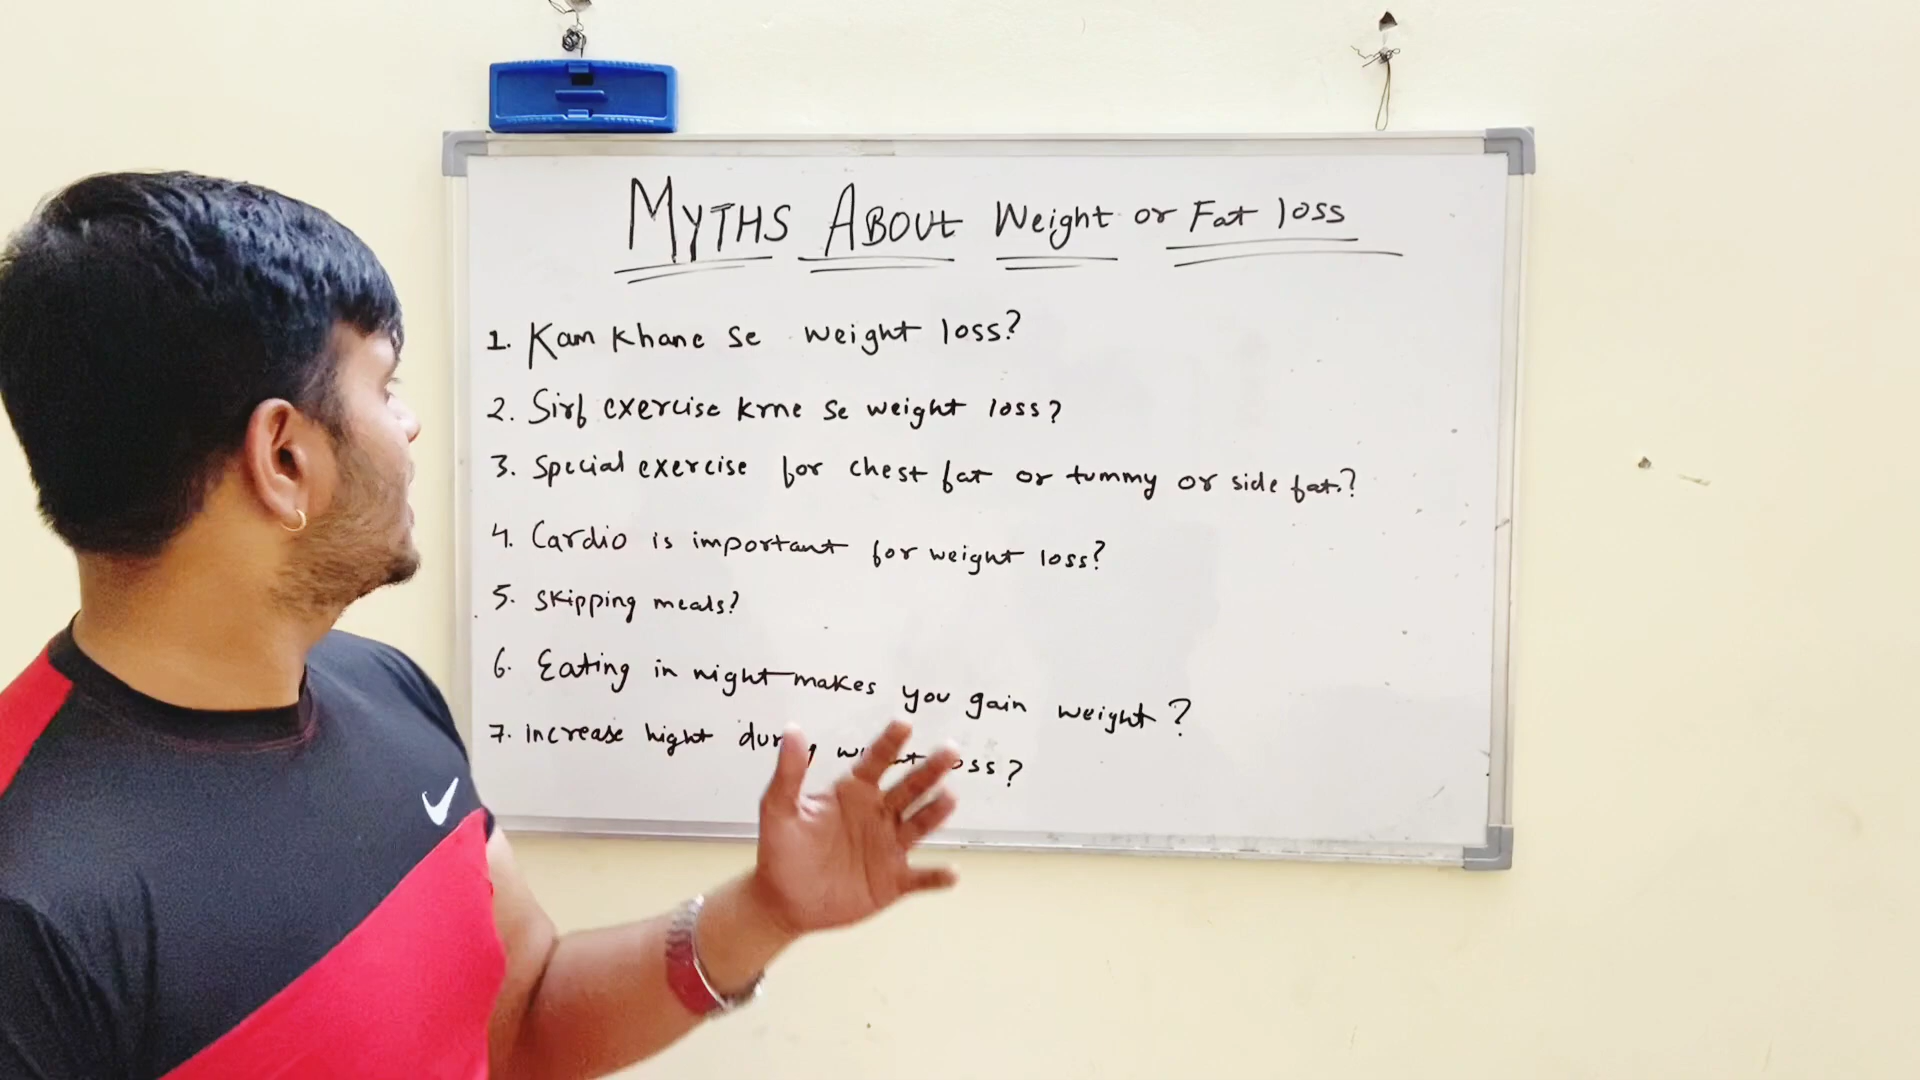 MYTHS ABOUT Weight or Fat loss
1. Kam Khane se weight loss?
2. Sirf exercise krne se weight loss?
3. Special exercise for chest fat or tummy or side fat.?
4. Cardio is important for weight loss?
5. skipping meals?
6. Eating in night makes you gain weight?
7. increase hight loss?